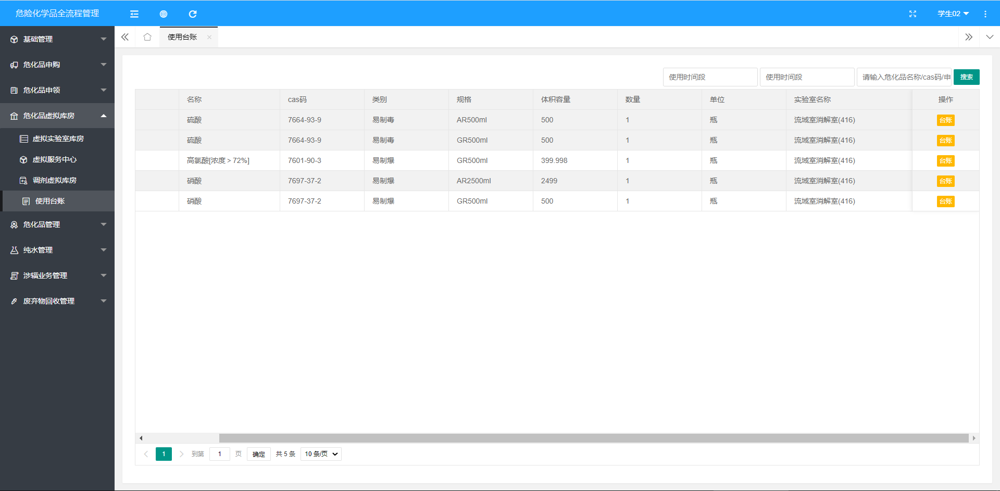 危险化学品全流程管理
学生02
基础管理
危化品申购
危化品申领
危化品虚拟库房
虚拟实验室库房
虚拟服务中心
调剂虚拟库房
使用台账
危化品管理
纯水管理
涉辐业务管理
废弃物回收管理
使用台账
使用时间段 使用时间段 请输入危化品名称/cas码/申 搜索
名称 cas码 类别 规格 体积容量 数量 单位 实验室名称 操作
硫酸 7664-93-9 易制毒 AR500ml 500 1 瓶 流域室消解室(416) 台账
硫酸 7664-93-9 易制毒 GR500ml 500 1 瓶 流域室消解室(416) 台账
高氯酸[浓度＞72%] 7601-90-3 易制爆 GR500ml 399.998 1 瓶 流域室消解室(416) 台账
硝酸 7697-37-2 易制爆 AR2500ml 2499 1 瓶 流域室消解室(416) 台账
硝酸 7697-37-2 易制爆 GR500ml 500 1 瓶 流域室消解室(416) 台账
1 到第 1 页 确定 共 5 条 10 条/页